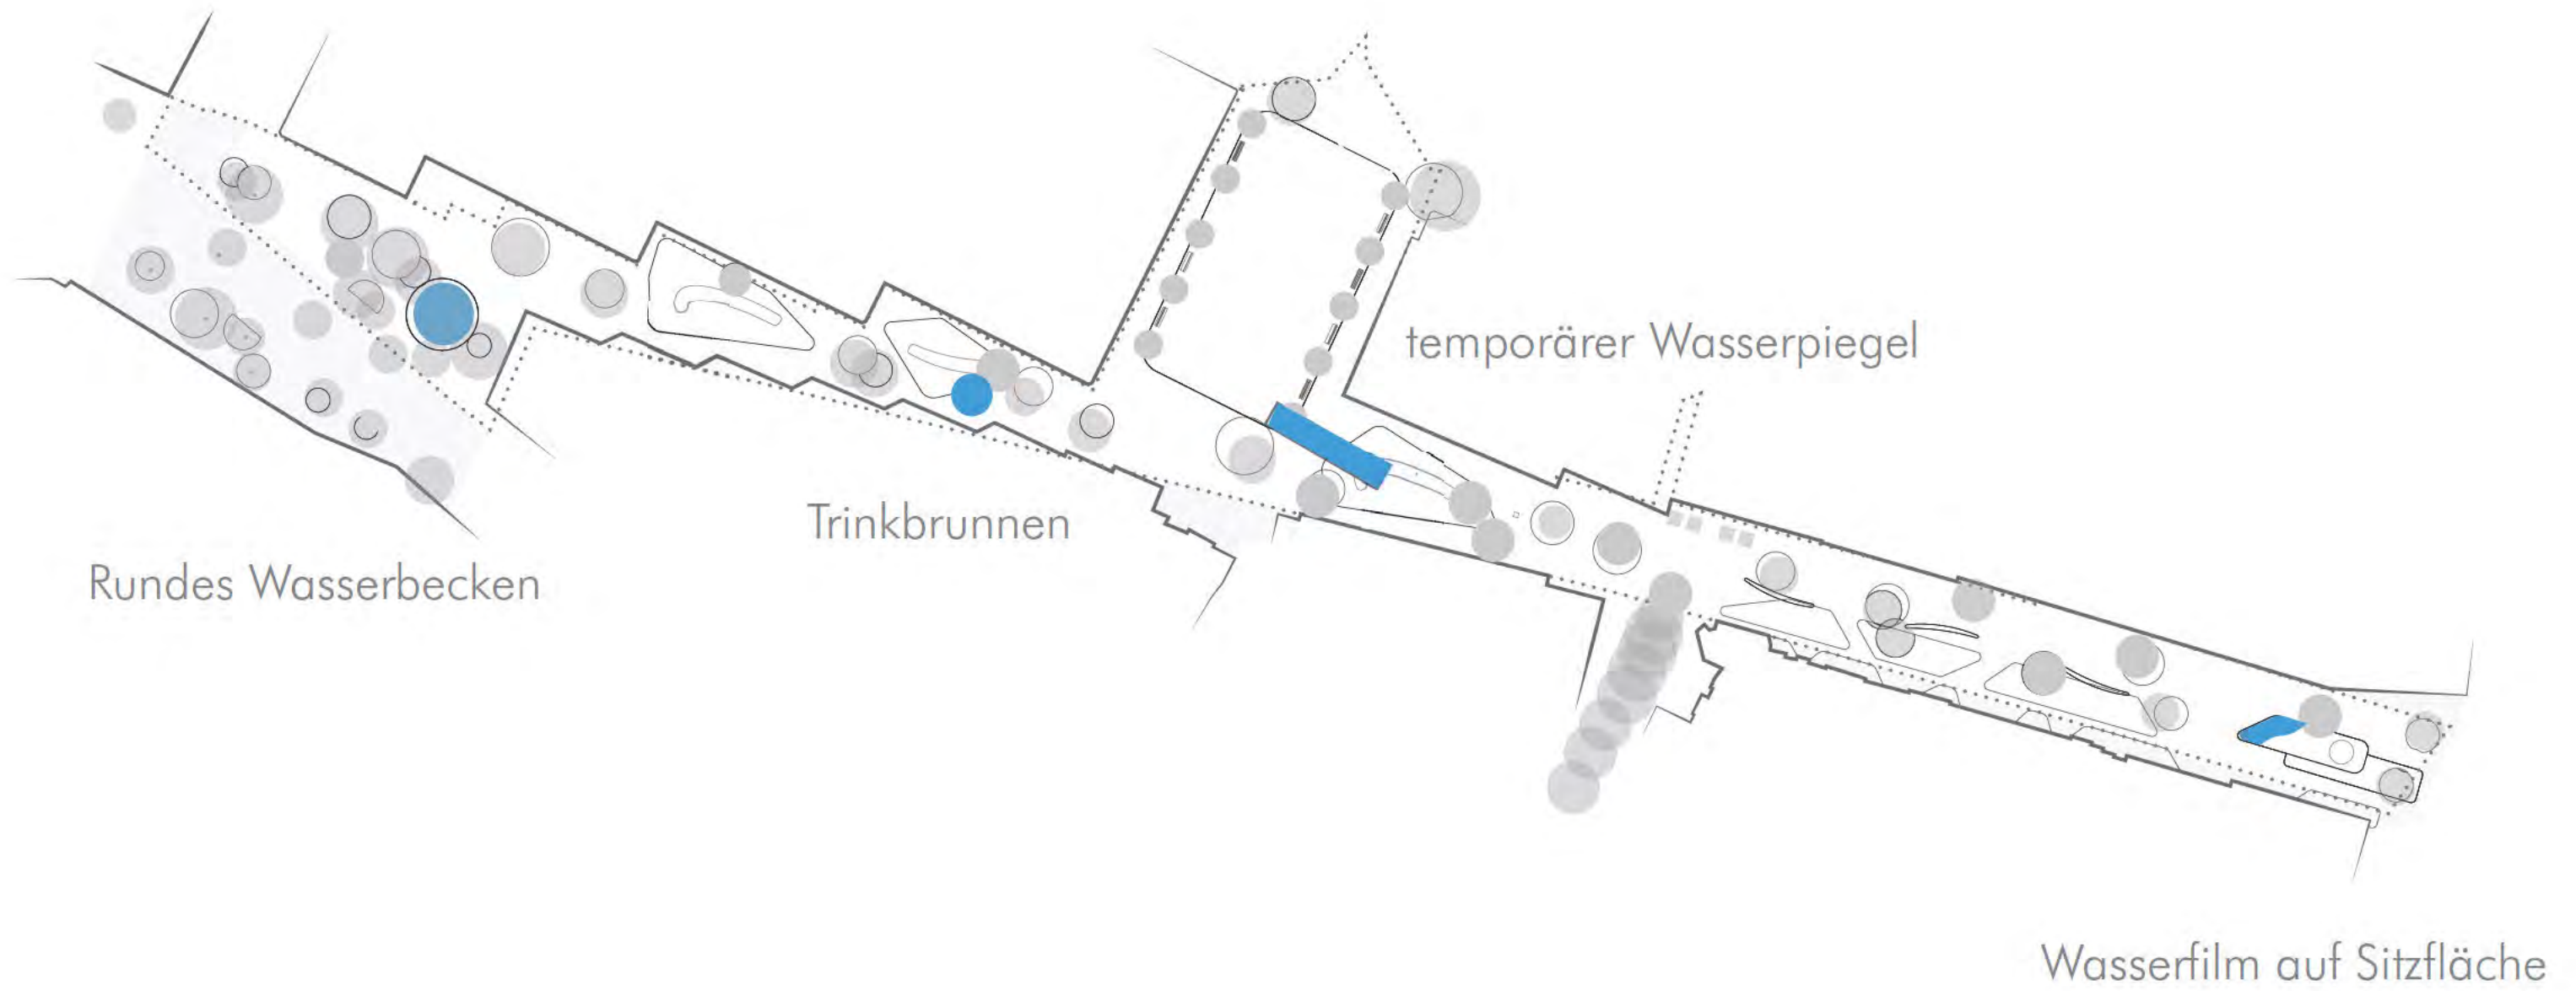 temporärer Wasserpiegel
Trinkbrunnen
Rundes Wasserbecken
Wasserfilm auf Sitzfläche